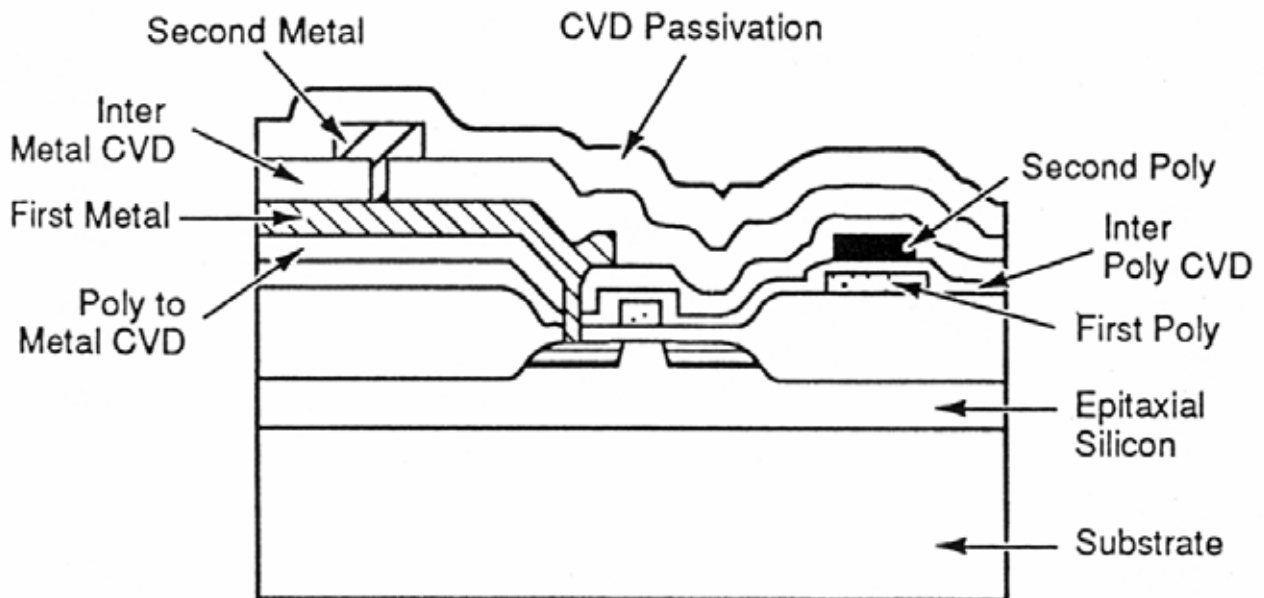 Second Metal
CVD Passivation
Inter
Metal CVD
First Metal
Poly to
Metal CVD
Second Poly
Inter
Poly CVD
First Poly
Epitaxial
Silicon
Substrate